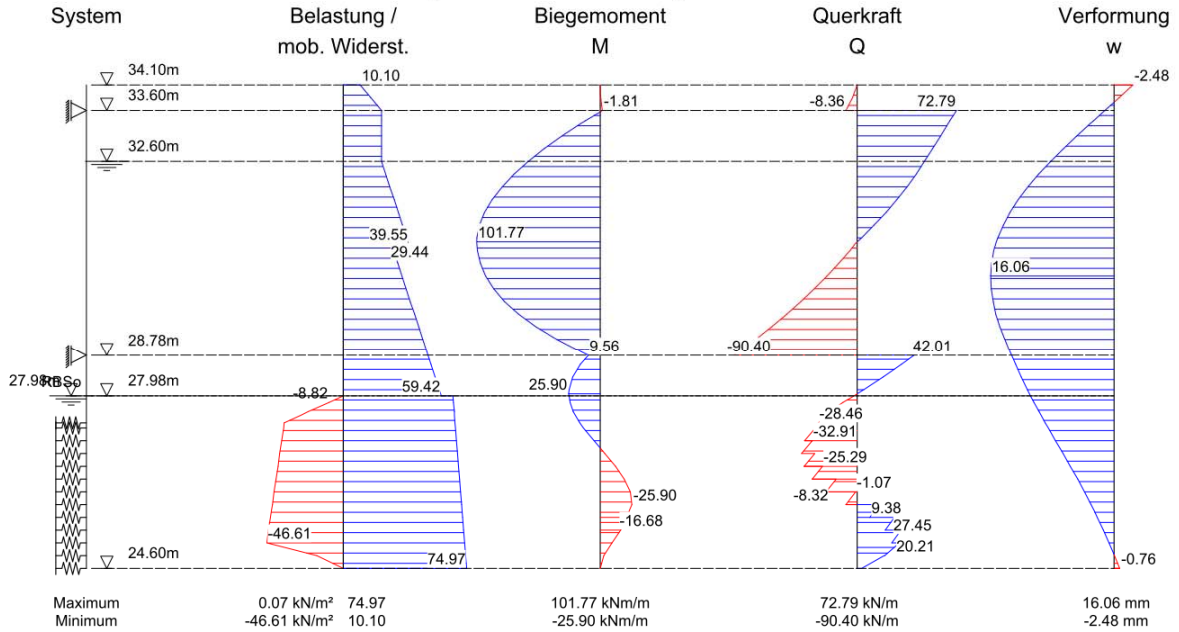 System Belastung / Biegemoment Querkraft Verformung
mob. Widerst. M Q w
34.10m 10.10 -2.48
33.60m -1.81 -8.36 72.79
32.60m
39.55 101.77
29.44
16.06
28.78m 9.56 -90.40 42.01
27.98m RBSo 27.98m -8.82 59.42 25.90
-28.46
-32.91
-25.29
-1.07
-25.90 -8.32
9.38
-16.68 27.45
-46.61 20.21
24.60m 74.97 -0.76
Maximum 0.07 kN/m² 74.97 101.77 kNm/m 72.79 kN/m 16.06 mm
Minimum -46.61 kN/m² 10.10 -25.90 kNm/m -90.40 kN/m -2.48 mm